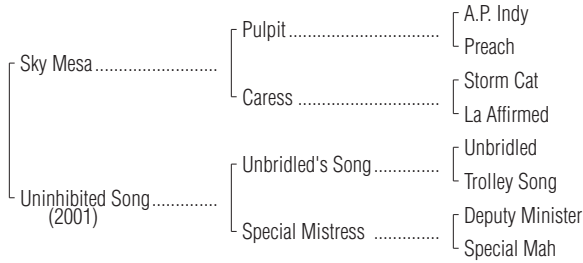 A.P. Indy
Pulpit
Preach
Sky Mesa
Storm Cat
Caress
La Affirmed
Unbridled
Unbridled's Song
Trolley Song
Uninhibited Song
(2001)
Deputy Minister
Special Mistress
Special Mah